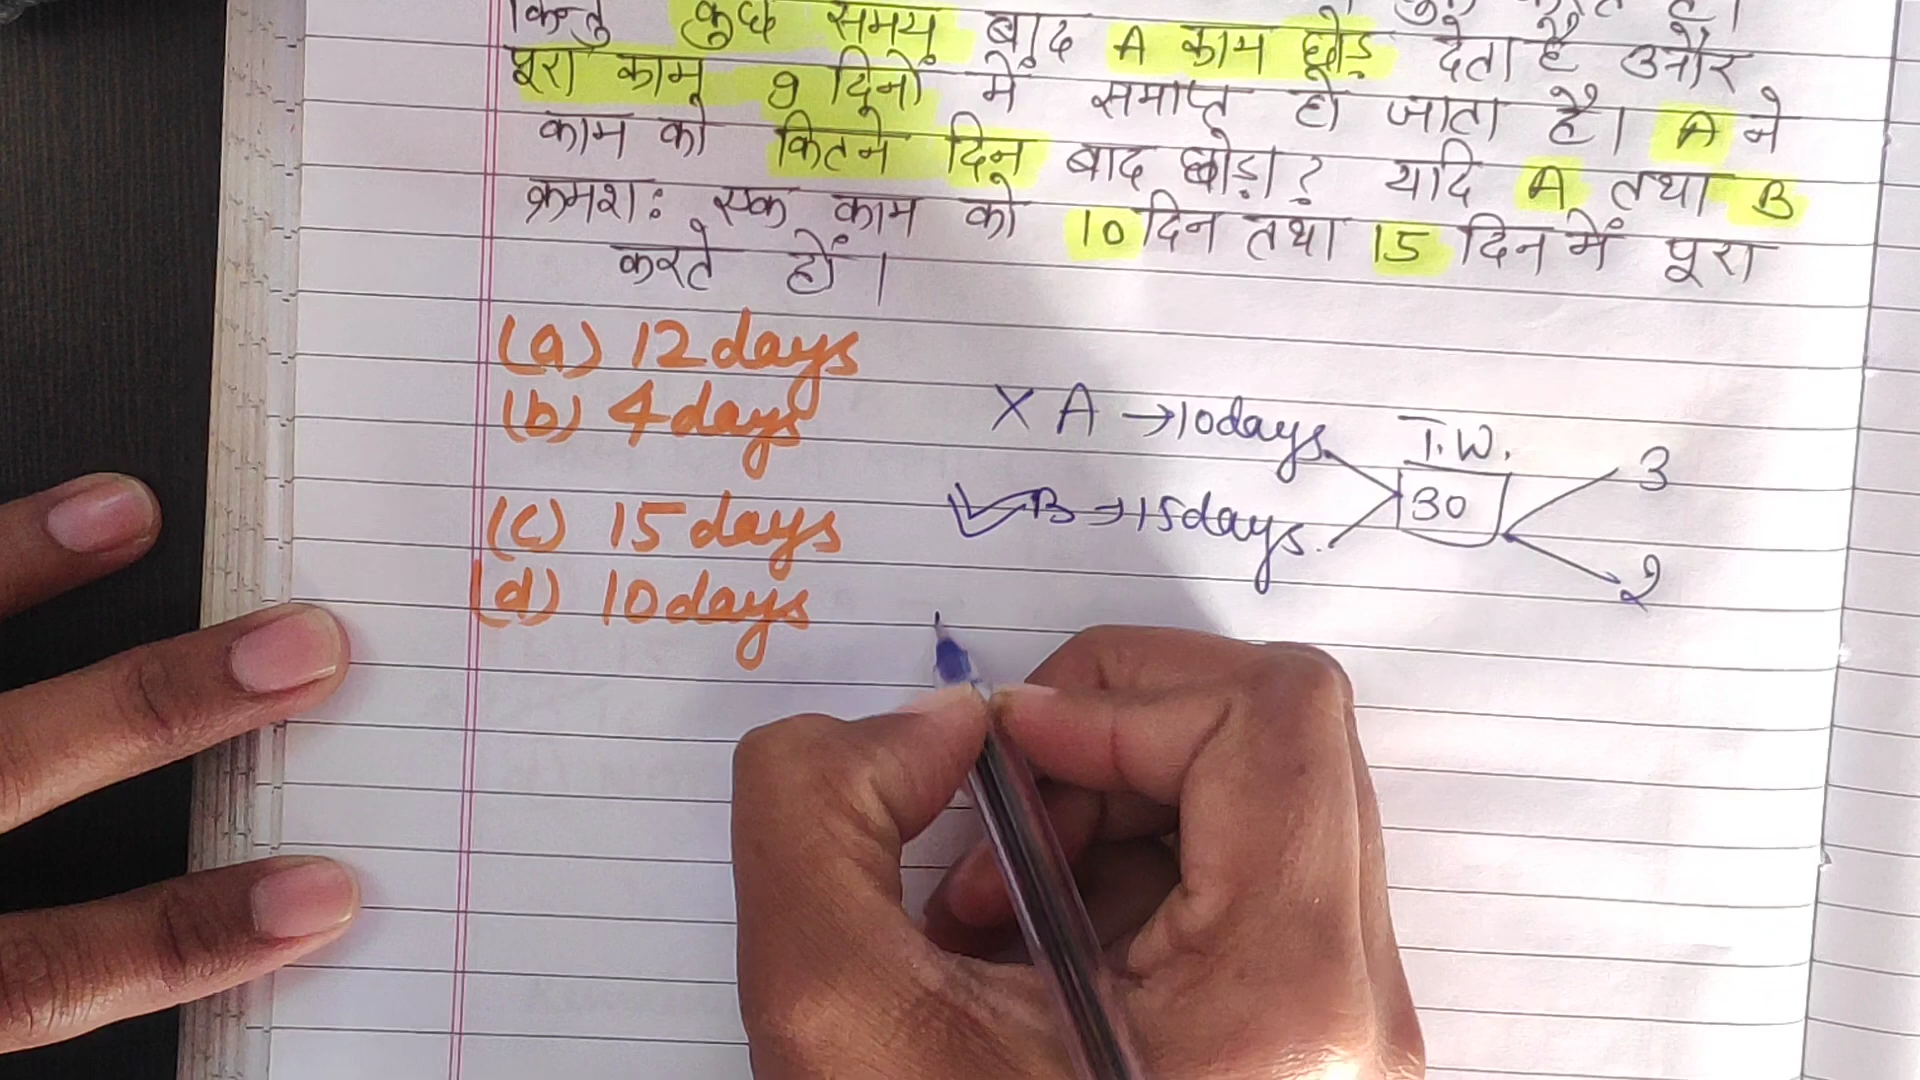 किन्तु कुछ समय बाद A काम छोड़ देता है और
पूरा काम 9 दिनों में समाप्त हो जाता है। A ने
काम को कितने दिन बाद छोड़ा? यदि A तथा B
क्रमशः एक काम को 10 दिन तथा 15 दिन में पूरा
करते हों।
(a) 12 days
(b) 4 days
(c) 15 days
(d) 10 days
X A → 10 days
B → 15 days.
T.W.
30
3
2